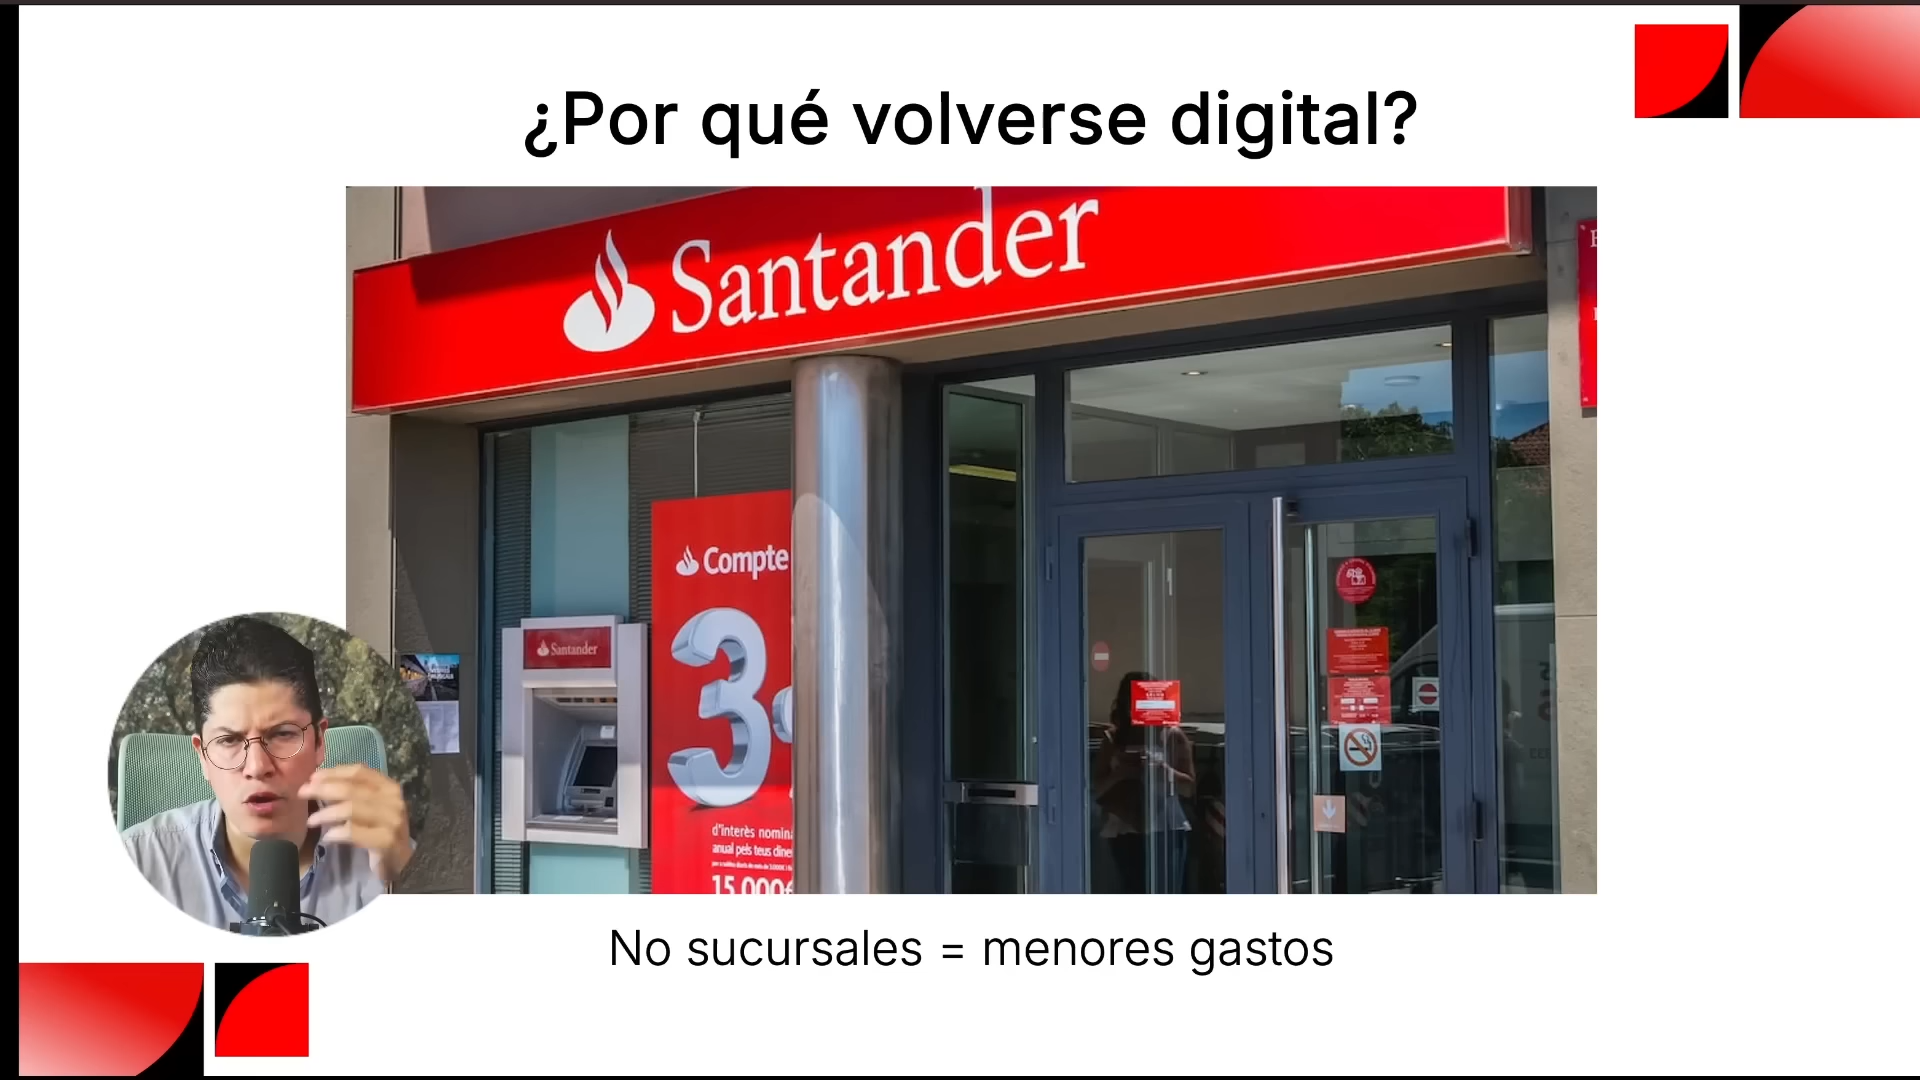 ¿Por qué volverse digital?
Santander
Compte
Santander
3
d'interès nomina
anual pels teus dine
15.000€
No sucursales = menores gastos